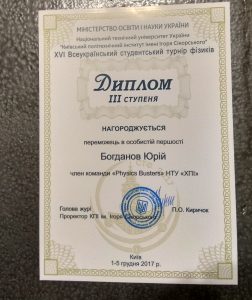 МІНІСТЕРСТВО ОСВІТИ І НАУКИ УКРАЇНИ
Національний технічний університет України
"Київський політехнічний інститут імені Ігоря Сікорського"
XVI Всеукраїнський студентський турнір фізиків
ДИПЛОМ
III СТУПЕНЯ
НАГОРОДЖУЄТЬСЯ
переможець в особистій першості
Богданов Юрій
член команди «Physics Busters» НТУ «ХПІ»
Голова журі
Проректор КПІ ім. Ігоря Сікорського
П.О. Киричок
Київ
1-5 грудня 2017 р.